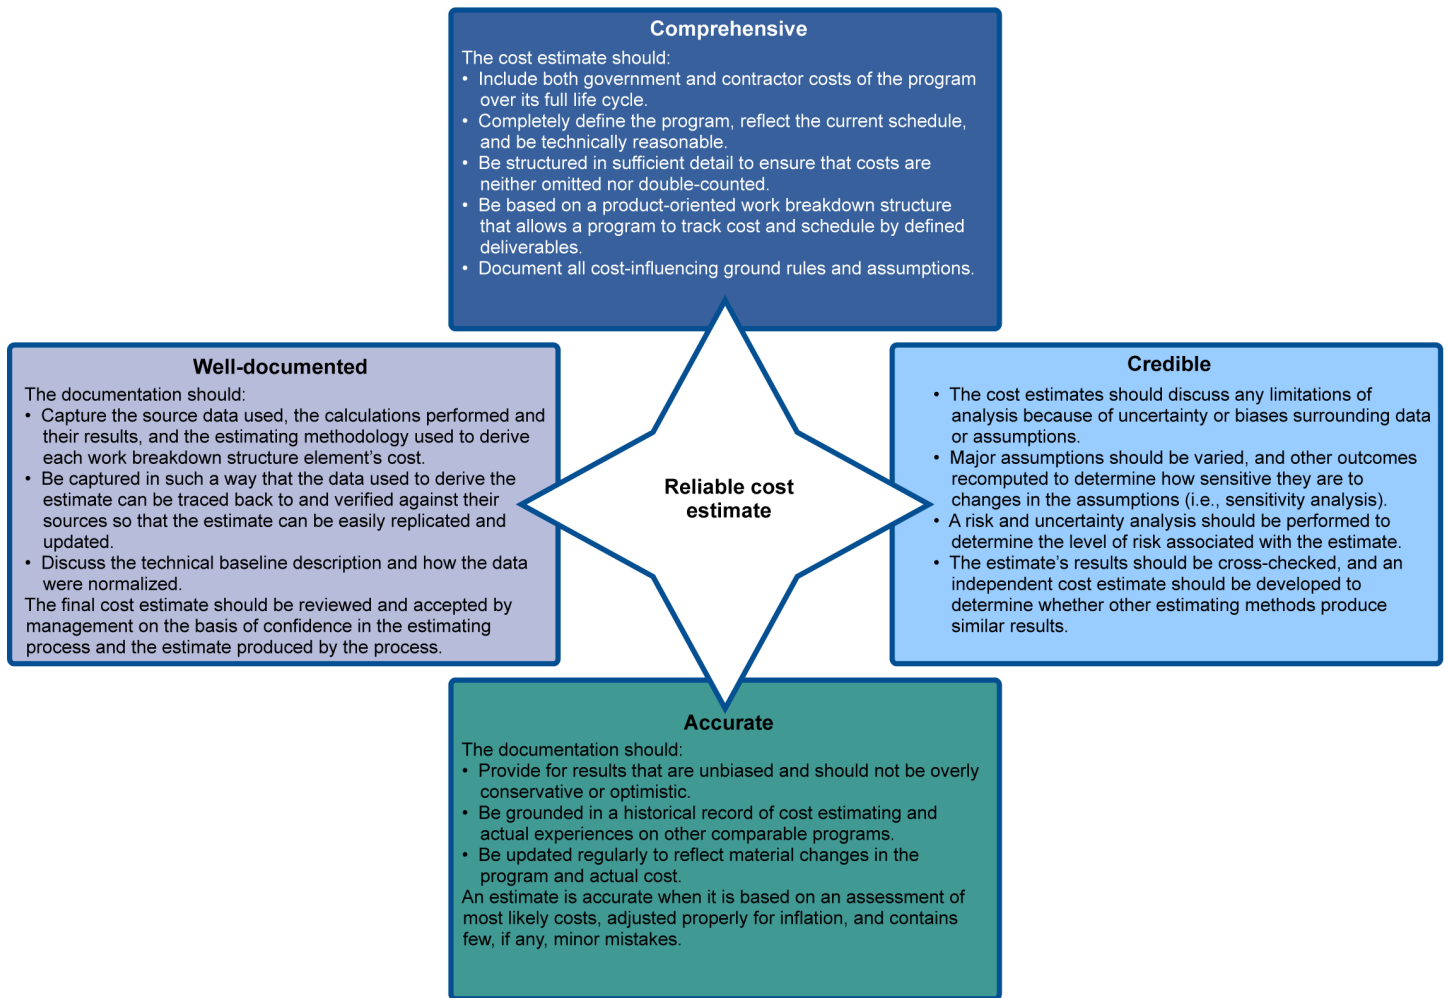 Comprehensive
The cost estimate should:
• Include both government and contractor costs of the program
over its full life cycle.
• Completely define the program, reflect the current schedule,
and be technically reasonable.
• Be structured in sufficient detail to ensure that costs are
neither omitted nor double-counted.
• Be based on a product-oriented work breakdown structure
that allows a program to track cost and schedule by defined
deliverables.
• Document all cost-influencing ground rules and assumptions.
Well-documented
The documentation should:
• Capture the source data used, the calculations performed and
their results, and the estimating methodology used to derive
each work breakdown structure element's cost.
• Be captured in such a way that the data used to derive the
estimate can be traced back to and verified against their
sources so that the estimate can be easily replicated and
updated.
• Discuss the technical baseline description and how the data
were normalized.
The final cost estimate should be reviewed and accepted by
management on the basis of confidence in the estimating
process and the estimate produced by the process.
Reliable cost
estimate
Credible
• The cost estimates should discuss any limitations of
analysis because of uncertainty or biases surrounding data
or assumptions.
• Major assumptions should be varied, and other outcomes
recomputed to determine how sensitive they are to
changes in the assumptions (i.e., sensitivity analysis).
• A risk and uncertainty analysis should be performed to
determine the level of risk associated with the estimate.
• The estimate's results should be cross-checked, and an
independent cost estimate should be developed to
determine whether other estimating methods produce
similar results.
Accurate
The documentation should:
• Provide for results that are unbiased and should not be overly
conservative or optimistic.
• Be grounded in a historical record of cost estimating and
actual experiences on other comparable programs.
• Be updated regularly to reflect material changes in the
program and actual cost.
An estimate is accurate when it is based on an assessment of
most likely costs, adjusted properly for inflation, and contains
few, if any, minor mistakes.